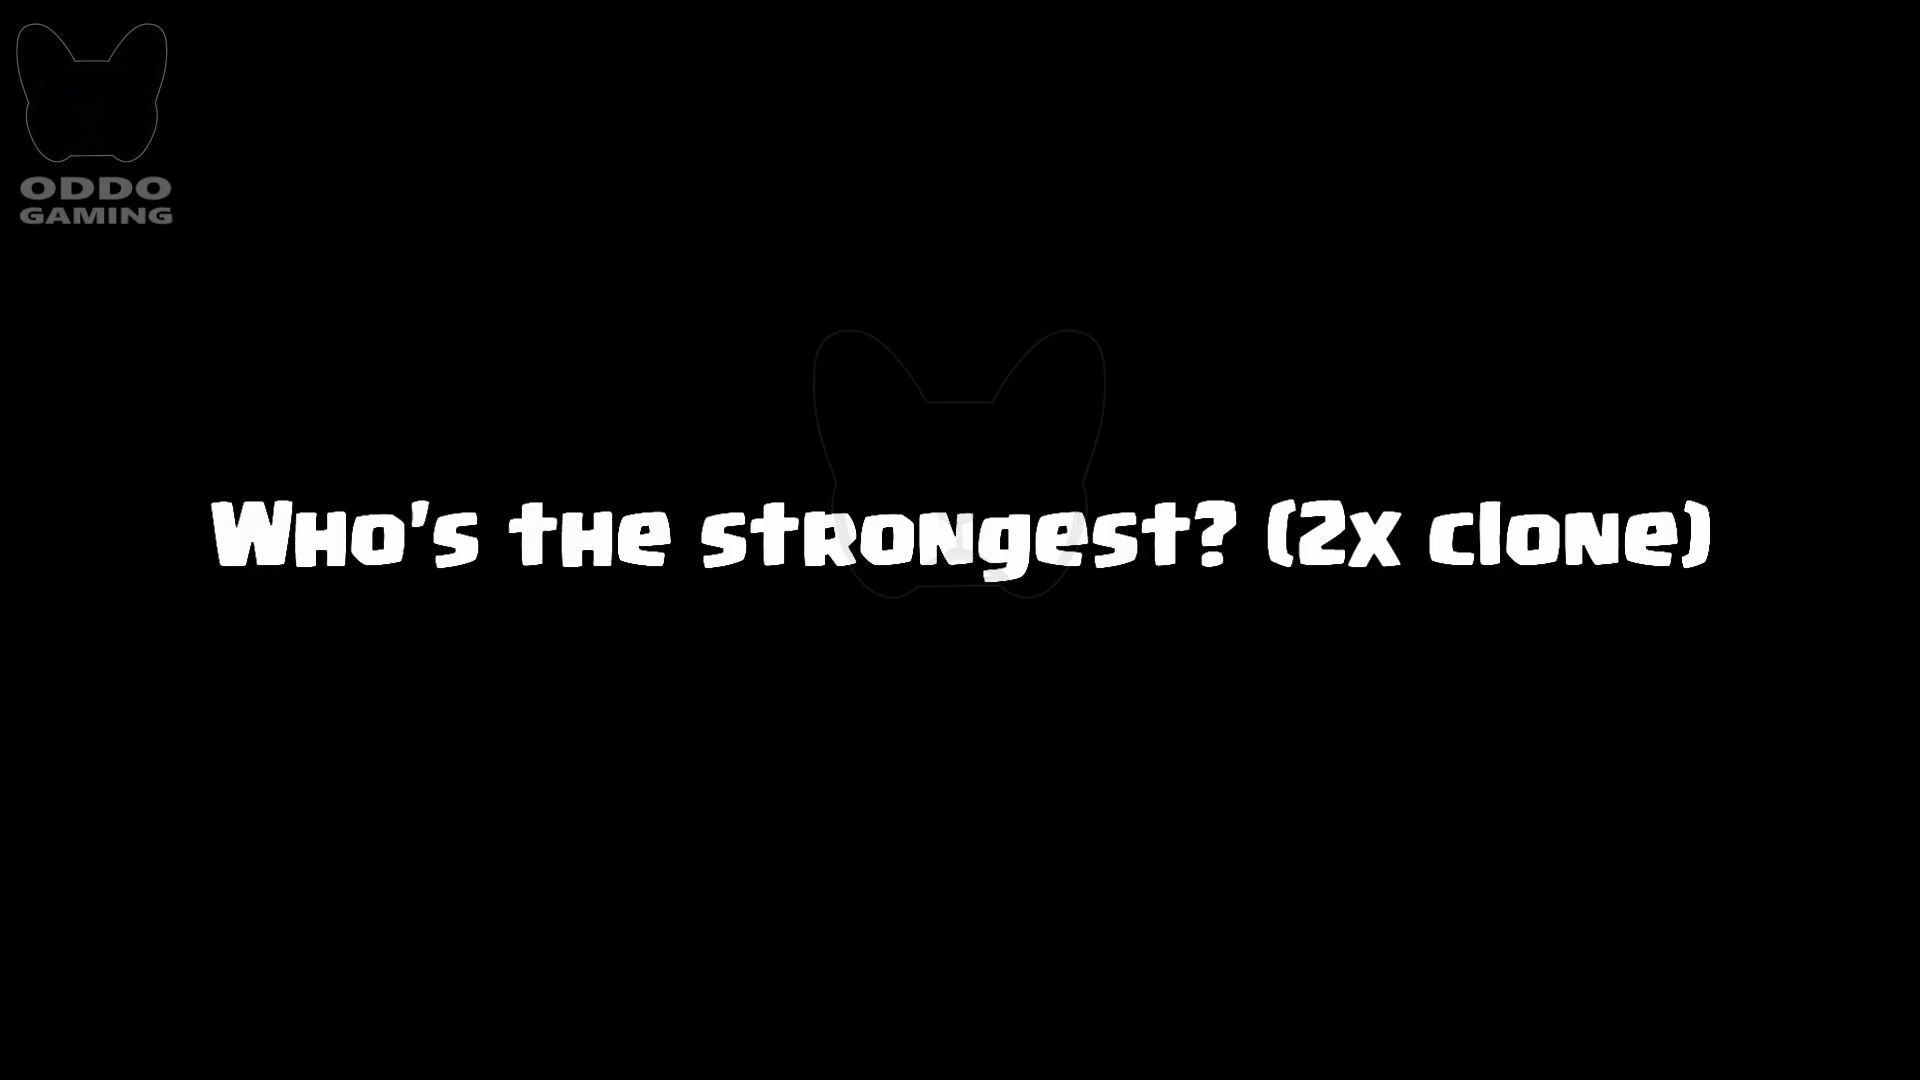 ODDO
GAMING
Who's the strongest? (2x clone)